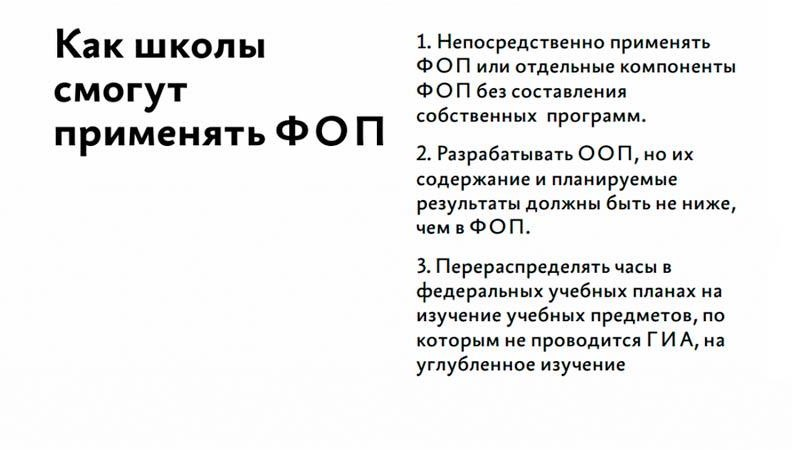 Как школы
смогут
применять ФОП
1. Непосредственно применять
ФОП или отдельные компоненты
ФОП без составления
собственных программ.
2. Разрабатывать ООП, но их
содержание и планируемые
результаты должны быть не ниже,
чем в ФОП.
3. Перераспределять часы в
федеральных учебных планах на
изучение учебных предметов, по
которым не проводится ГИА, на
углубленное изучение